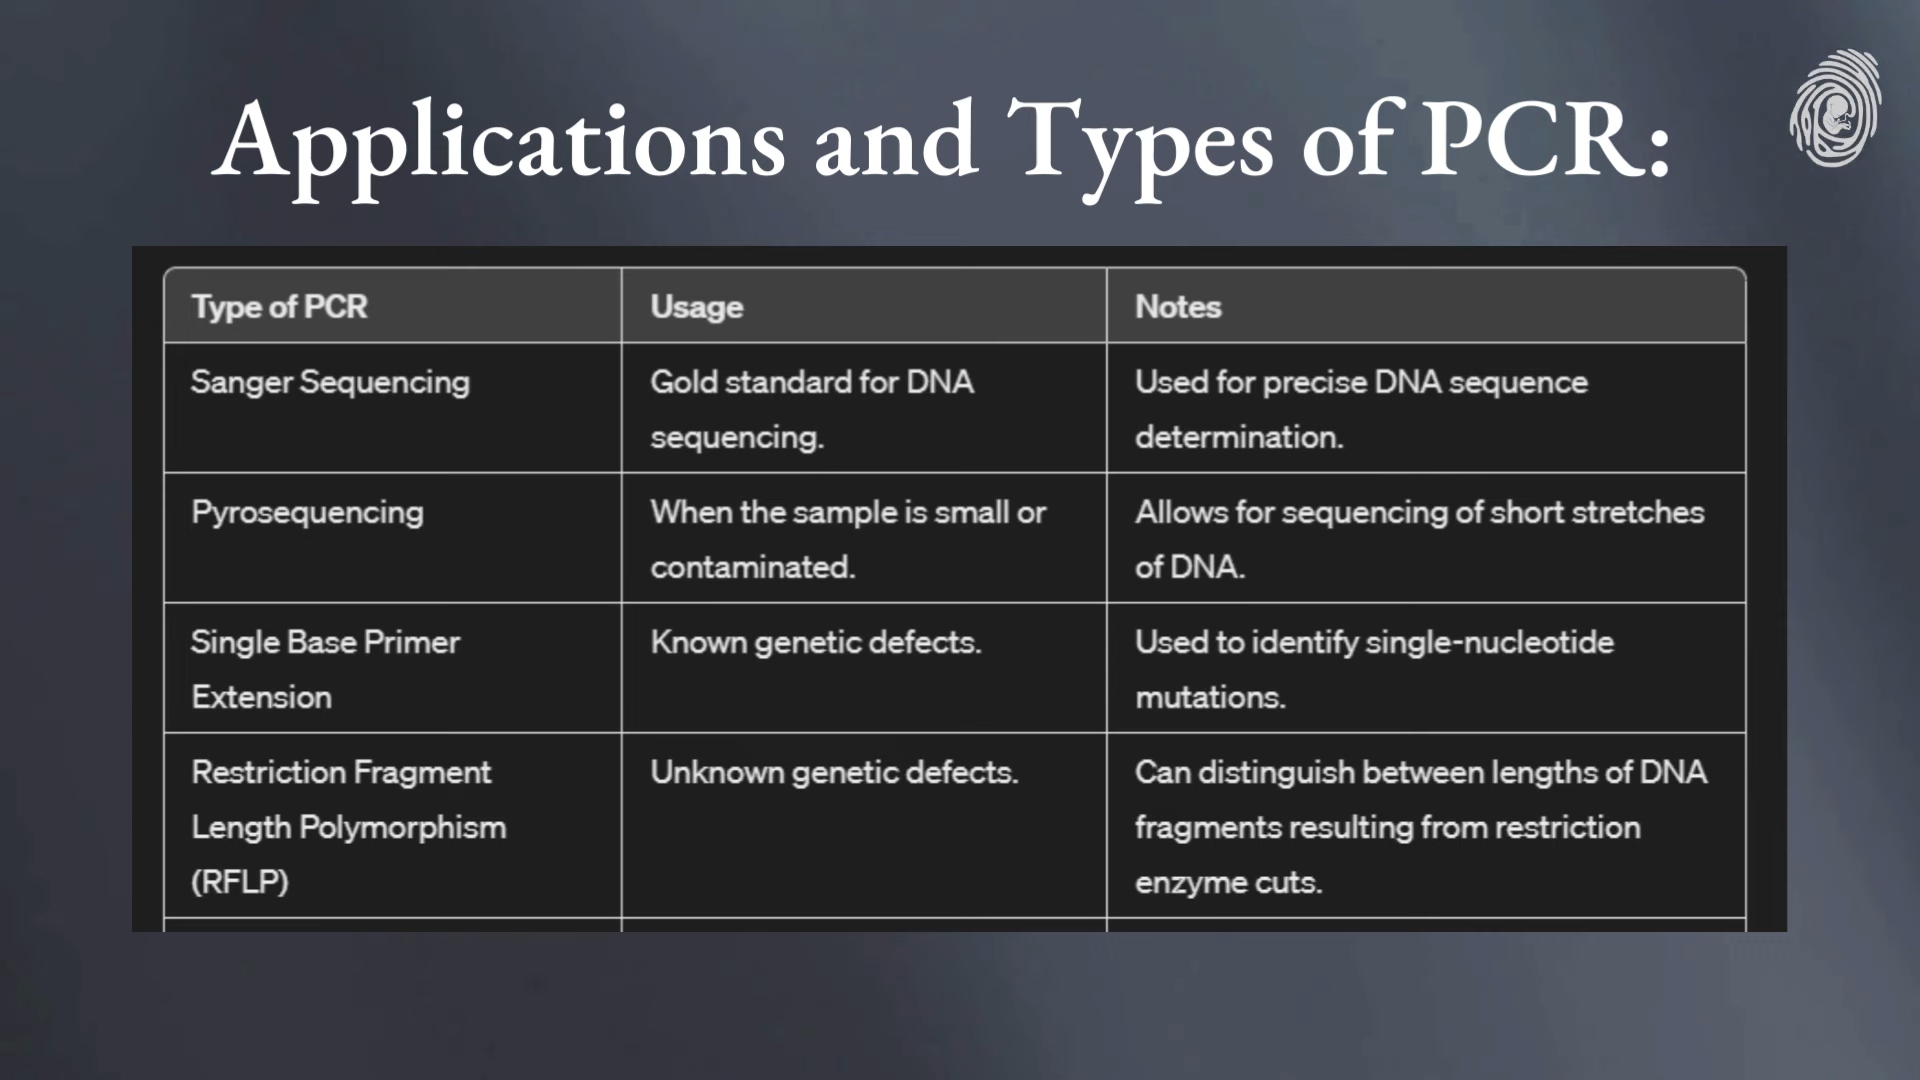 Applications and Types of PCR:
Type of PCR
Usage
Notes
Sanger Sequencing
Gold standard for DNA
sequencing.
Used for precise DNA sequence
determination.
Pyrosequencing
When the sample is small or
contaminated.
Allows for sequencing of short stretches
of DNA.
Single Base Primer
Extension
Known genetic defects.
Used to identify single-nucleotide
mutations.
Restriction Fragment
Length Polymorphism
(RFLP)
Unknown genetic defects.
Can distinguish between lengths of DNA
fragments resulting from restriction
enzyme cuts.